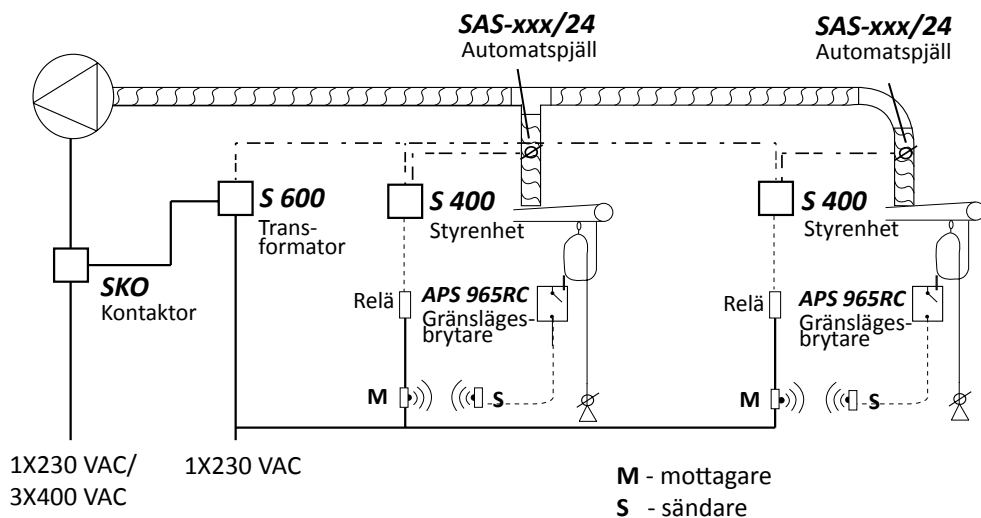 SAS-xxx/24
Automatspjäll
SAS-xxx/24
Automatspjäll
S 600
Trans-
formator
S 400
Styrenhet
S 400
Styrenhet
SKO
Kontaktor
Relä
APS 965RC
Gränsläges-
brytare
Relä
APS 965RC
Gränsläges-
brytare
M
S
M
S
1X230 VAC/
3X400 VAC
1X230 VAC
M - mottagare
S - sändare